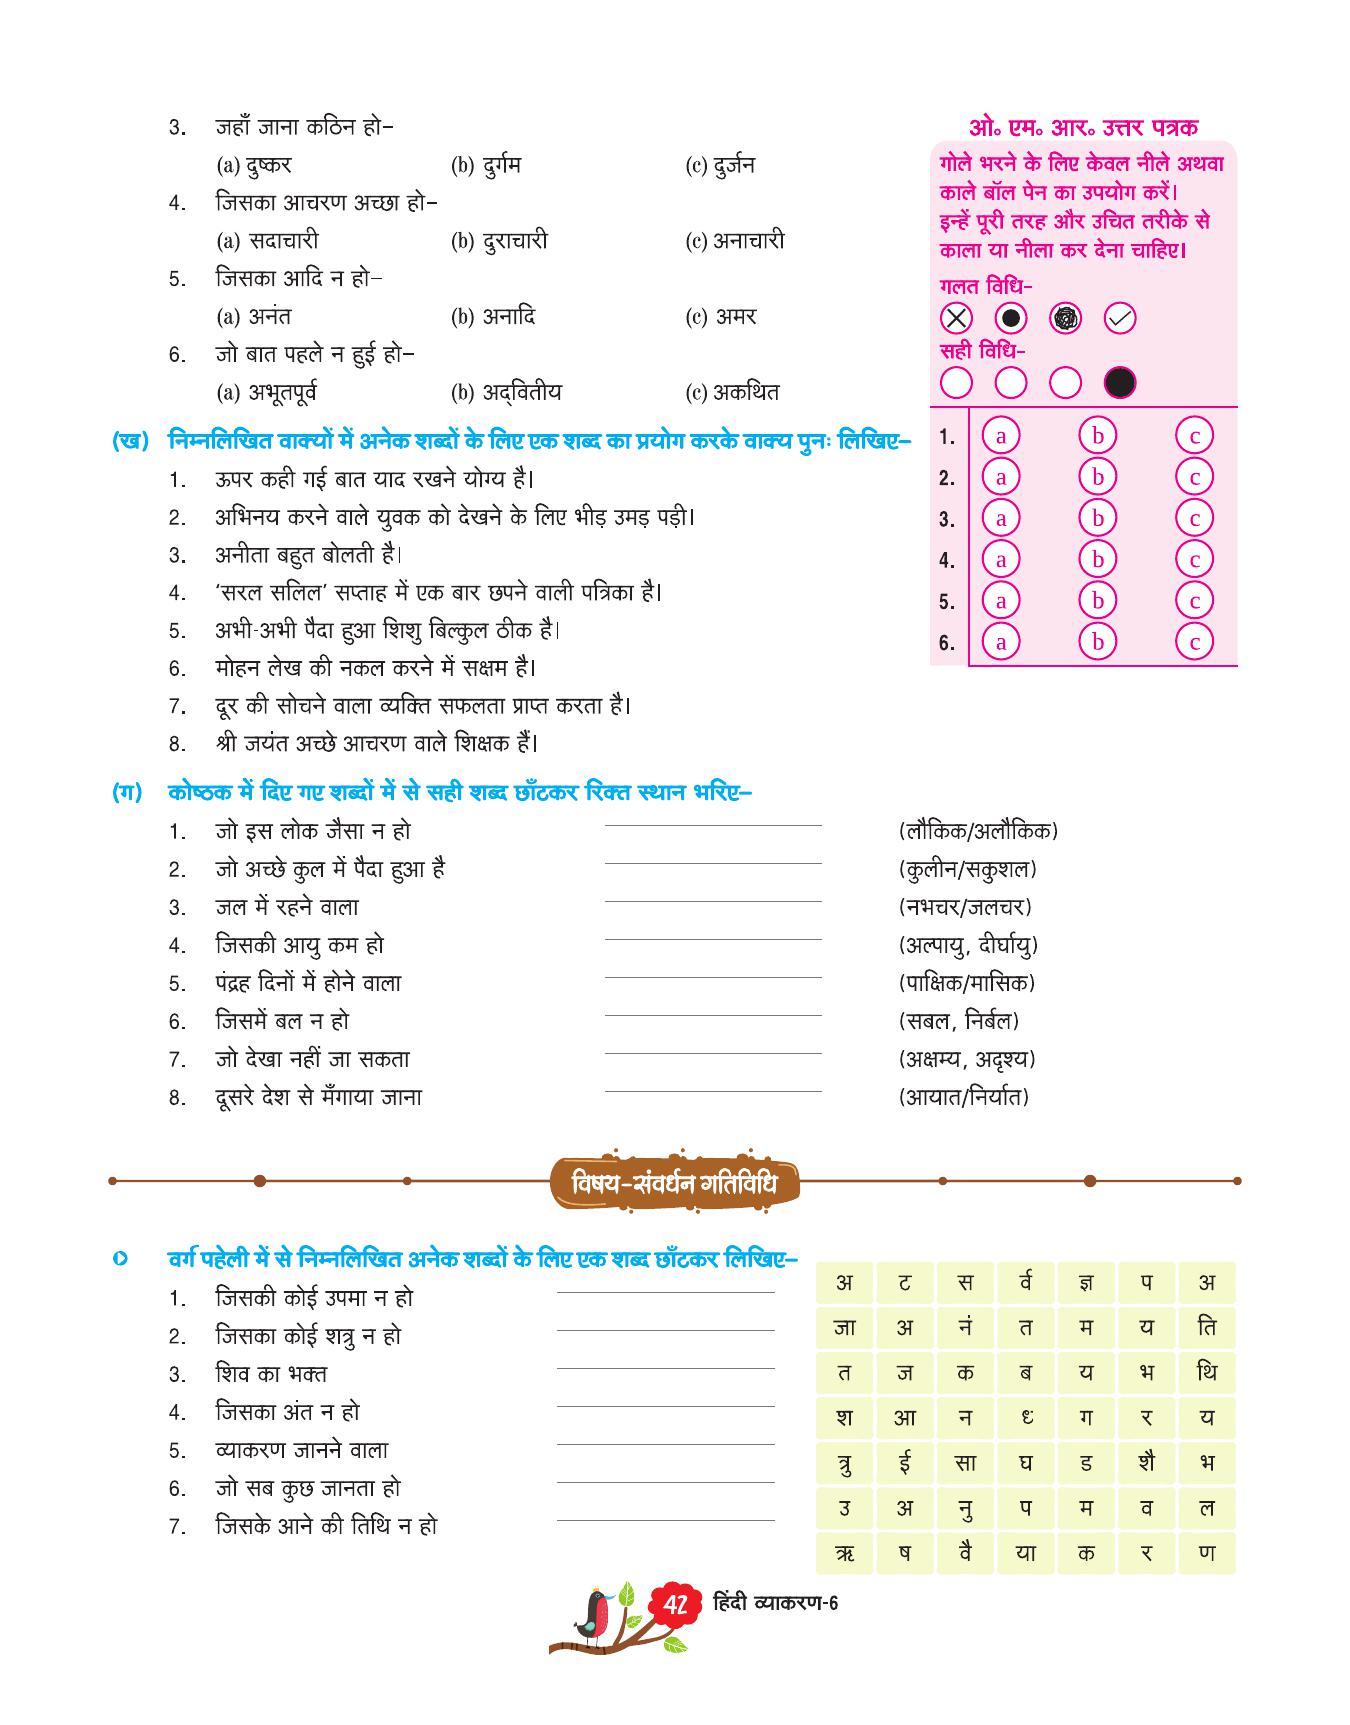 3. जहाँ जाना कठिन हो–
(a) दुष्कर (b) दुर्गम (c) दुर्जन
4. जिसका आचरण अच्छा हो–
(a) सदाचारी (b) दुराचारी (c) अनाचारी
5. जिसका आदि न हो–
(a) अनंत (b) अनादि (c) अमर
6. जो बात पहले न हुई हो–
(a) अभूतपूर्व (b) अद्‌वितीय (c) अकथित
ओ॰ एम॰ आर॰ उत्तर पत्रक
गोले भरने के लिए केवल नीले अथवा
काले बॉल पेन का उपयोग करें।
इन्हें पूरी तरह और उचित तरीके से
काला या नीला कर देना चाहिए।
गलत विधि–
सही विधि–
1. a b c
2. a b c
3. a b c
4. a b c
5. a b c
6. a b c
(ख) निम्नलिखित वाक्यों में अनेक शब्दों के लिए एक शब्द का प्रयोग करके वाक्य पुनः लिखिए–
1. ऊपर कही गई बात याद रखने योग्य है।
2. अभिनय करने वाले युवक को देखने के लिए भीड़ उमड़ पड़ी।
3. अनीता बहुत बोलती है।
4. ‘सरल सलिल’ सप्ताह में एक बार छपने वाली पत्रिका है।
5. अभी-अभी पैदा हुआ शिशु बिल्कुल ठीक है।
6. मोहन लेख की नकल करने में सक्षम है।
7. दूर की सोचने वाला व्यक्ति सफलता प्राप्त करता है।
8. श्री जयंत अच्छे आचरण वाले शिक्षक हैं।
(ग) कोष्ठक में दिए गए शब्दों में से सही शब्द छाँटकर रिक्त स्थान भरिए–
1. जो इस लोक जैसा न हो (लौकिक/अलौकिक)
2. जो अच्छे कुल में पैदा हुआ है (कुलीन/सकुशल)
3. जल में रहने वाला (नभचर/जलचर)
4. जिसकी आयु कम हो (अल्पायु, दीर्घायु)
5. पंद्रह दिनों में होने वाला (पाक्षिक/मासिक)
6. जिसमें बल न हो (सबल, निर्बल)
7. जो देखा नहीं जा सकता (अक्षम्य, अदृश्य)
8. दूसरे देश से मँगाया जाना (आयात/निर्यात)
विषय–संवर्धन गतिविधि
वर्ग पहेली में से निम्नलिखित अनेक शब्दों के लिए एक शब्द छाँटकर लिखिए–
1. जिसकी कोई उपमा न हो
2. जिसका कोई शत्रु न हो
3. शिव का भक्त
4. जिसका अंत न हो
5. व्याकरण जानने वाला
6. जो सब कुछ जानता हो
7. जिसके आने की तिथि न हो
अ ट स र्व ज्ञ प अ
जा अ नं त म य ति
त ज क ब य भ थि
श आ न ध ग र य
त्रु ई सा घ ड शै भ
उ अ नु प म व ल
ऋ ष वै या क र ण
42 हिंदी व्याकरण-6